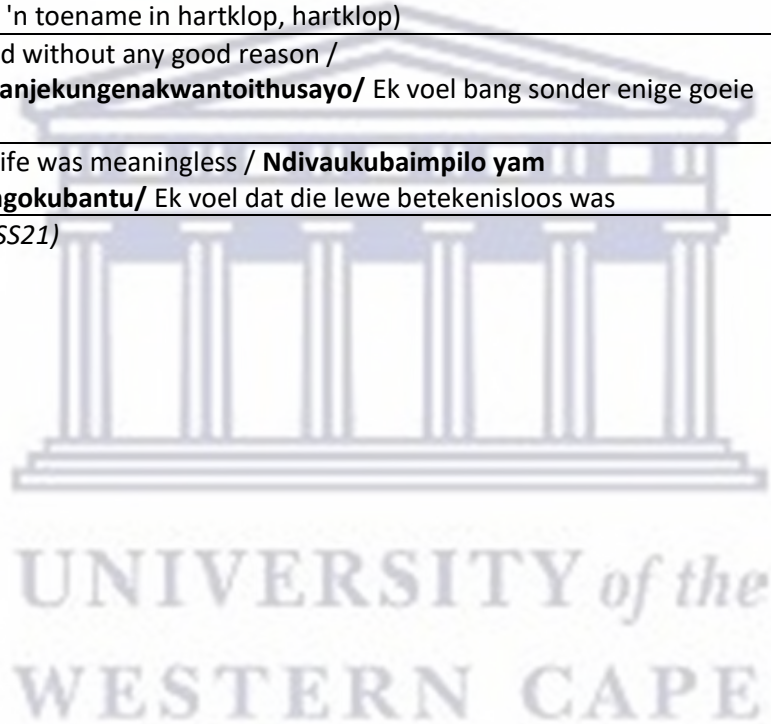 'n toename in hartklop, hartklop)
d without any good reason /
anjekungenakwantoithusayo/ Ek voel bang sonder enige goeie
ife was meaningless / Ndivaukubaimpilo yam
gokubantu/ Ek voel dat die lewe betekenisloos was
SS21)
UNIVERSITY of the
WESTERN CAPE